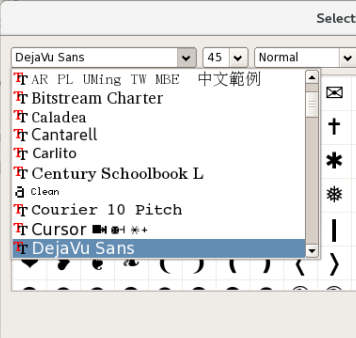 Select
DejaVu Sans 45 Normal
AR PL UMing TW MBE 中文範例
Bitstream Charter
Caladea
Cantarell
Carlito
Century Schoolbook L
Clean
Courier 10 Pitch
Cursor
DejaVu Sans